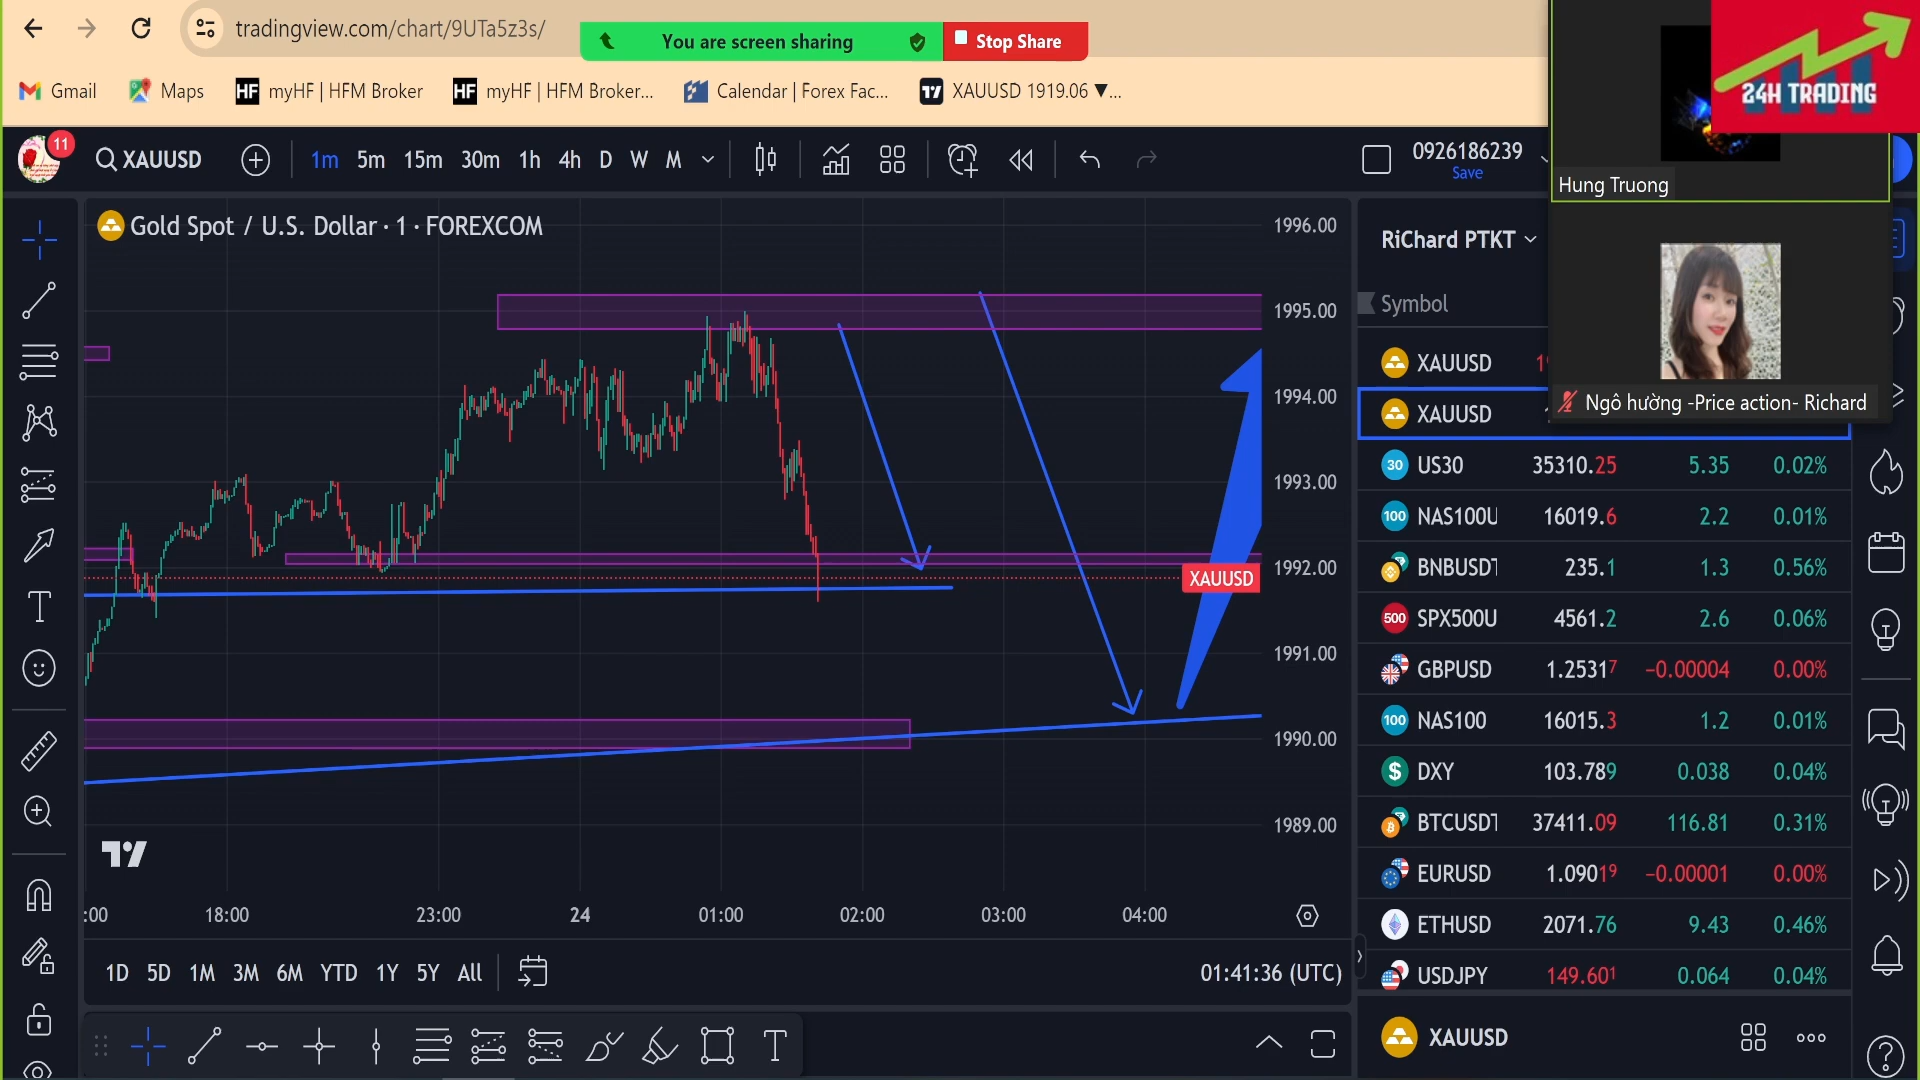 tradingview.com/chart/9UTa5z3s/
You are screen sharing
Stop Share
24H TRADING
Gmail
Maps
HF myHF | HFM Broker
HF myHF | HFM Broker...
Calendar | Forex Fac...
XAUUSD 1919.06 ▼...
11
XAUUSD
1m 5m 15m 30m 1h 4h D W M
0926186239
Save
Hung Truong
Gold Spot / U.S. Dollar · 1 · FOREXCOM
1996.00
1995.00
1994.00
1993.00
1992.00
XAUUSD
1991.00
1990.00
1989.00
:00 18:00 23:00 24 01:00 02:00 03:00 04:00
1D 5D 1M 3M 6M YTD 1Y 5Y All
01:41:36 (UTC)
RiChard PTKT
Symbol
XAUUSD
Ngô hường -Price action- Richard
XAUUSD
30 US30 35310.25 5.35 0.02%
100 NAS100U 16019.6 2.2 0.01%
BNBUSDT 235.1 1.3 0.56%
500 SPX500U 4561.2 2.6 0.06%
GBPUSD 1.25317 −0.00004 0.00%
100 NAS100 16015.3 1.2 0.01%
$ DXY 103.789 0.038 0.04%
BTCUSDT 37411.09 116.81 0.31%
EURUSD 1.09019 −0.00001 0.00%
ETHUSD 2071.76 9.43 0.46%
USDJPY 149.601 0.064 0.04%
XAUUSD